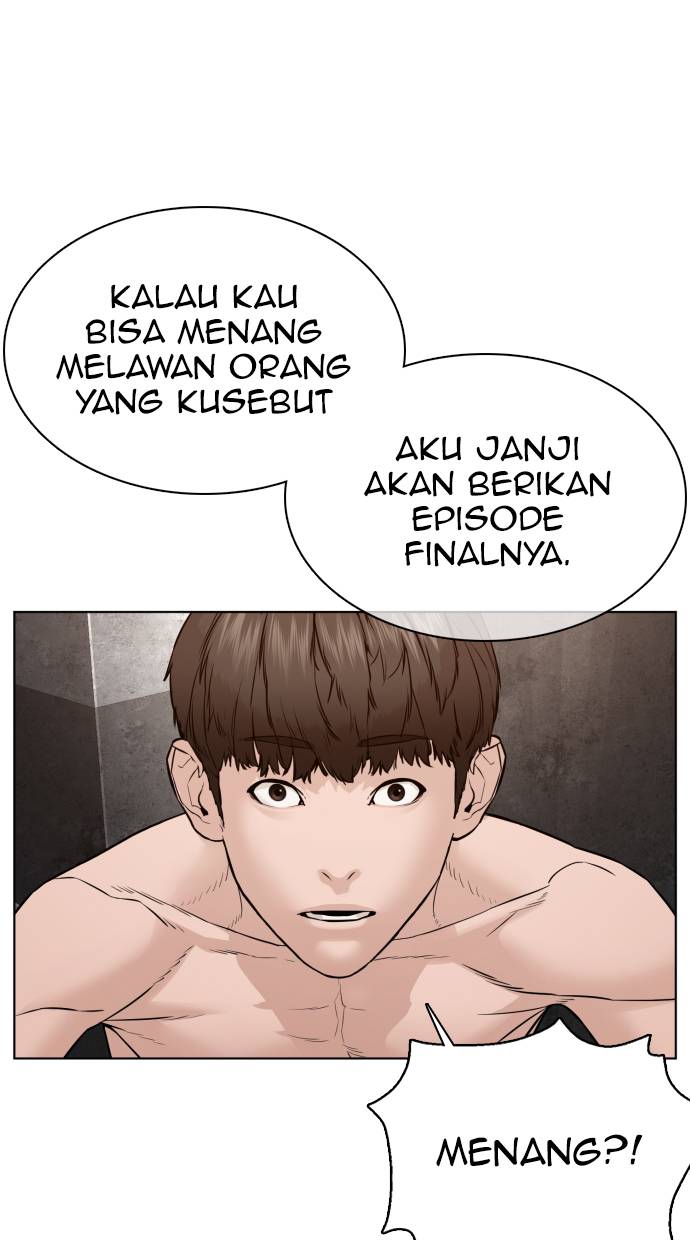 KALAU KAU
BISA MENANG
MELAWAN ORANG
YANG KUSEBUT
AKU JANJI
AKAN BERIKAN
EPISODE
FINALNYA.
MENANG?!